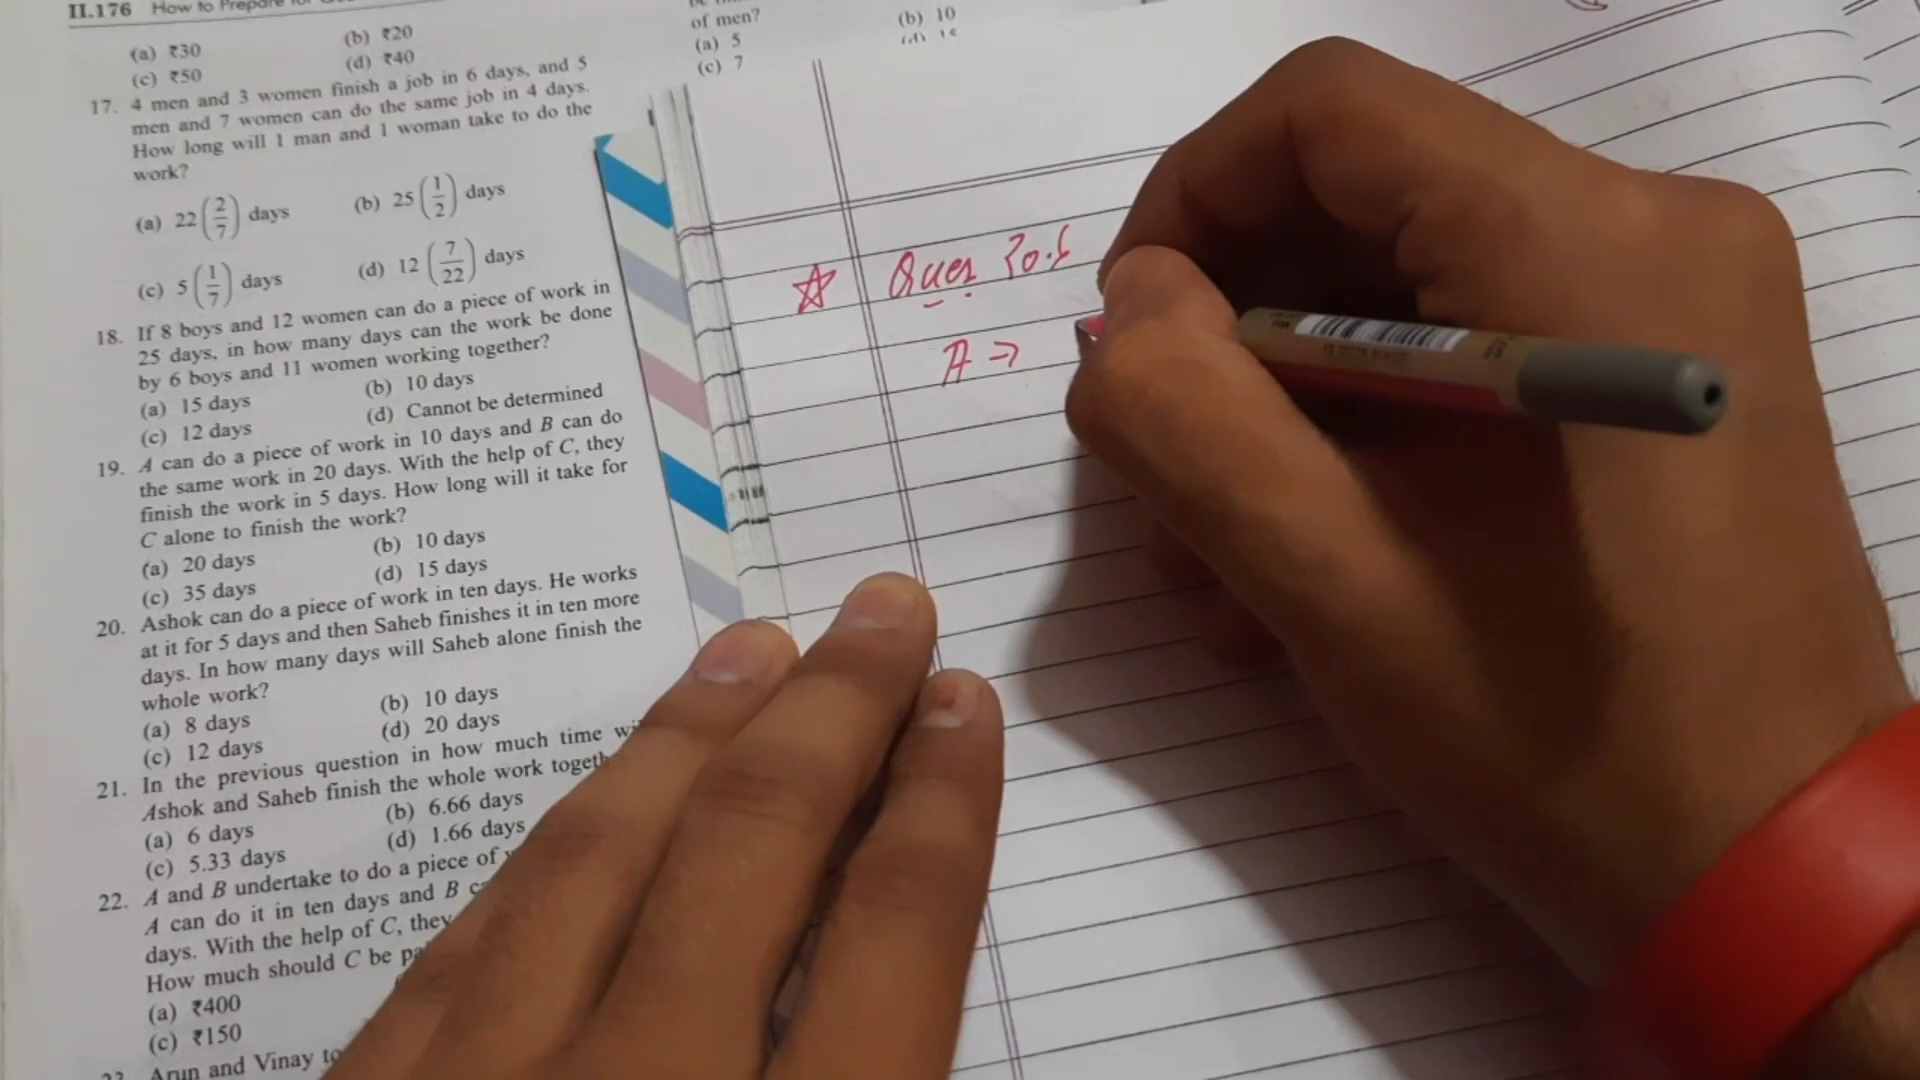 II.176 How to Prepare for
(a) ₹30 (b) ₹20
(c) ₹50 (d) ₹40
17. 4 men and 3 women finish a job in 6 days, and 5
men and 7 women can do the same job in 4 days.
How long will 1 man and 1 woman take to do the
work?
(a) 22 (2/7) days (b) 25 (1/2) days
(c) 5 (1/7) days (d) 12 (7/22) days
18. If 8 boys and 12 women can do a piece of work in
25 days, in how many days can the work be done
by 6 boys and 11 women working together?
(a) 15 days (b) 10 days
(c) 12 days (d) Cannot be determined
19. A can do a piece of work in 10 days and B can do
the same work in 20 days. With the help of C, they
finish the work in 5 days. How long will it take for
C alone to finish the work?
(a) 20 days (b) 10 days
(c) 35 days (d) 15 days
20. Ashok can do a piece of work in ten days. He works
at it for 5 days and then Saheb finishes it in ten more
days. In how many days will Saheb alone finish the
whole work?
(a) 8 days (b) 10 days
(c) 12 days (d) 20 days
21. In the previous question in how much time
Ashok and Saheb finish the whole work
(a) 6 days (b) 6.66 days
(c) 5.33 days (d) 1.66 days
22. A and B undertake to do a piece of
A can do it in ten days and B
days. With the help of C, they
How much should C be
(a) ₹400
(c) ₹150
Arun and Vinay
of men?
(a) 5 (b) 10
(c) 7
Ques
A ⇒